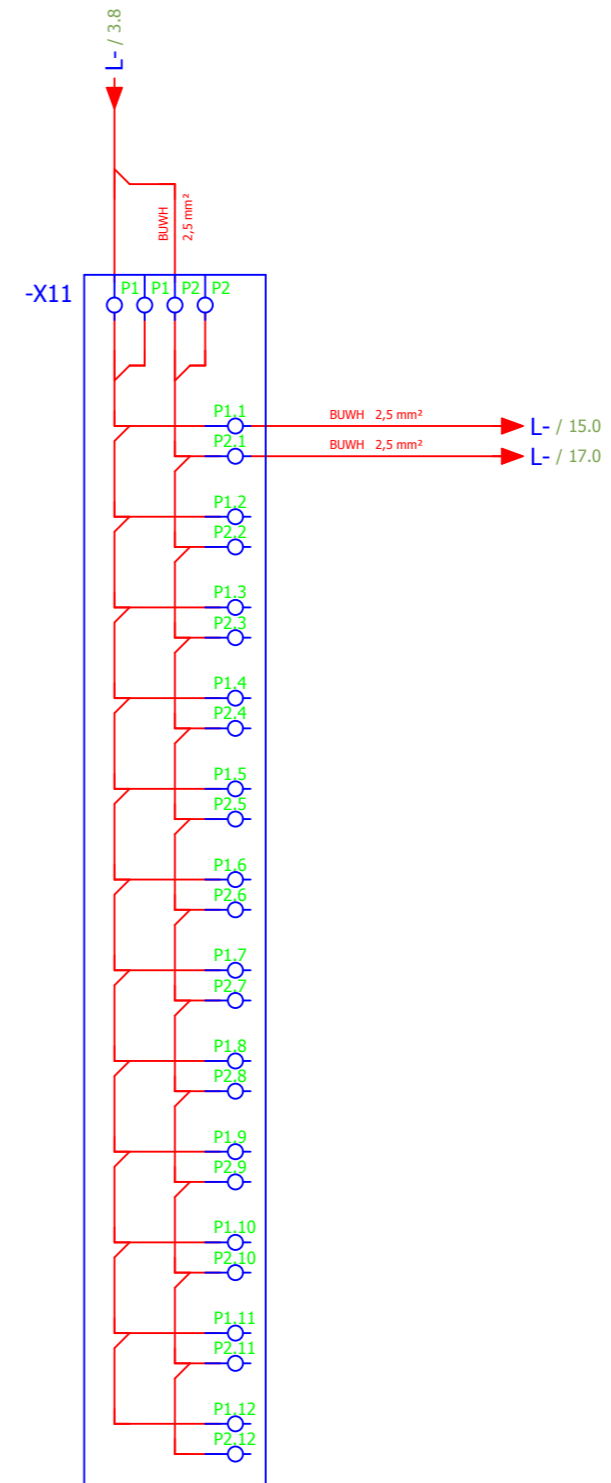 L- / 3.8
BUWH 2,5 mm²
-X11 P1 P1 P2 P2
P1.1 BUWH 2,5 mm² L- / 15.0
P2.1 BUWH 2,5 mm² L- / 17.0
P1.2
P2.2
P1.3
P2.3
P1.4
P2.4
P1.5
P2.5
P1.6
P2.6
P1.7
P2.7
P1.8
P2.8
P1.9
P2.9
P1.10
P2.10
P1.11
P2.11
P1.12
P2.12